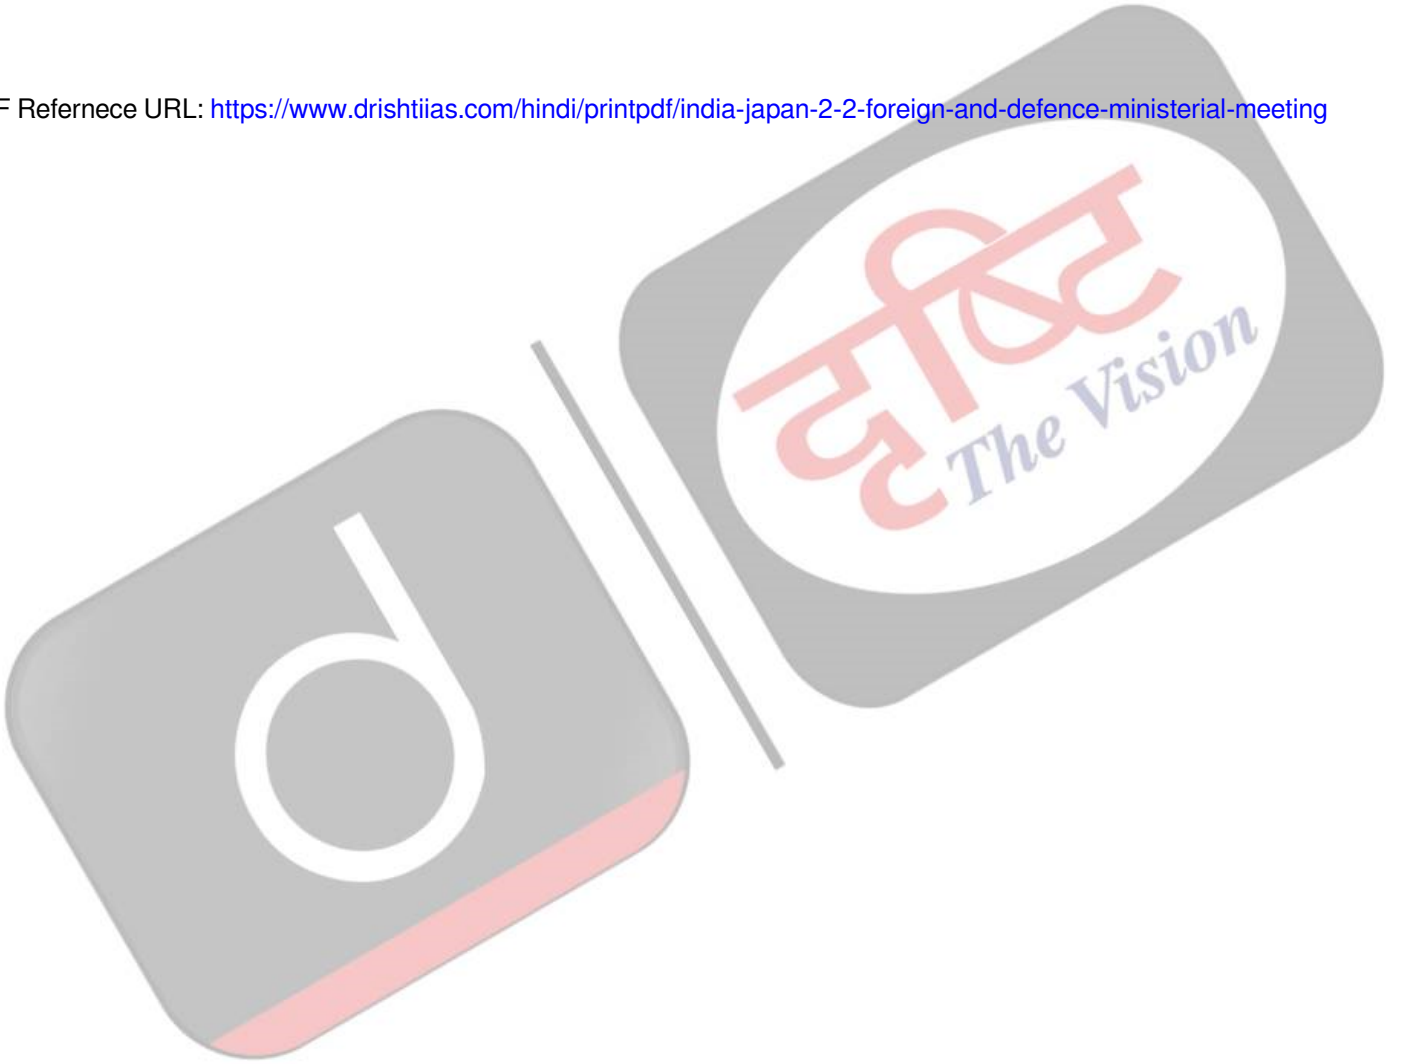 F Refernece URL: https://www.drishtiias.com/hindi/printpdf/india-japan-2-2-foreign-and-defence-ministerial-meeting
दृष्टि
The Vision
d